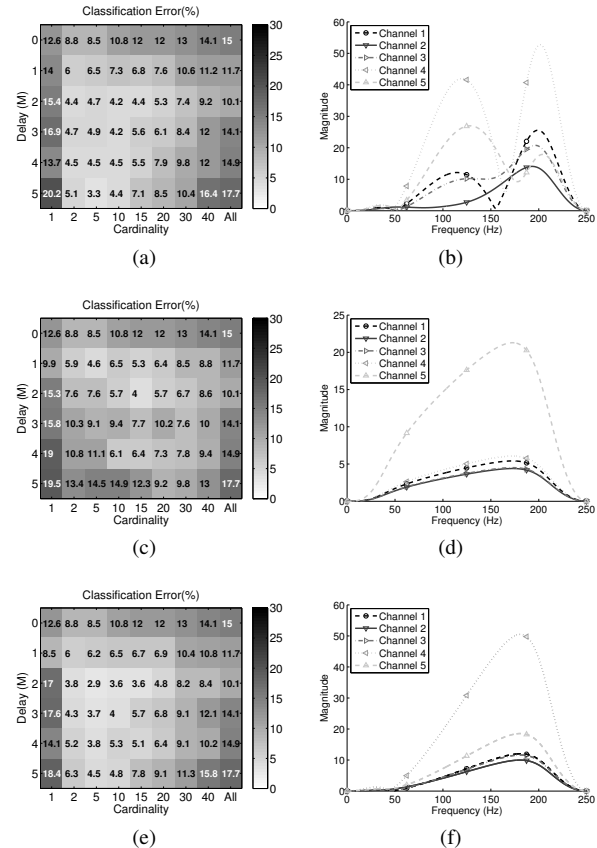 Classification Error(%)
Delay (M)
0 12.6 8.8 8.5 10.8 12 12 13 14.1 15
1 14 6 6.5 7.3 6.8 7.6 10.6 11.2 11.7
2 15.4 4.4 4.7 4.2 4.4 5.3 7.4 9.2 10.1
3 16.9 4.7 4.9 4.2 5.6 6.1 8.4 12 14.1
4 13.7 4.5 4.5 4.5 5.5 7.9 9.8 12 14.9
5 20.2 5.1 3.3 4.4 7.1 8.5 10.4 16.4 17.7
1 2 5 10 15 20 30 40 All
Cardinality
30
25
20
15
10
5
0
(a)
Channel 1
Channel 2
Channel 3
Channel 4
Channel 5
Magnitude
60
50
40
30
20
10
0
0 50 100 150 200 250
Frequency (Hz)
(b)
Classification Error(%)
Delay (M)
0 12.6 8.8 8.5 10.8 12 12 13 14.1 15
1 9.9 5.9 4.6 6.5 5.3 6.4 8.5 8.8 11.7
2 15.3 7.6 7.6 5.7 4 5.7 6.7 8.6 10.1
3 15.8 10.3 9.1 9.4 7.7 10.2 7.6 10 14.1
4 19 10.8 11.1 6.1 6.4 7.3 7.8 9.4 14.9
5 19.5 13.4 14.5 14.9 12.3 9.2 9.8 13 17.7
1 2 5 10 15 20 30 40 All
Cardinality
30
25
20
15
10
5
0
(c)
Channel 1
Channel 2
Channel 3
Channel 4
Channel 5
Magnitude
25
20
15
10
5
0
0 50 100 150 200 250
Frequency (Hz)
(d)
Classification Error(%)
Delay (M)
0 12.6 8.8 8.5 10.8 12 12 13 14.1 15
1 8.5 6 6.2 6.5 6.7 6.9 10.4 10.8 11.7
2 17 3.8 2.9 3.6 3.6 4.8 8.2 8.4 10.1
3 17.6 4.3 3.7 4 5.7 6.8 9.1 12.1 14.1
4 14.1 5.2 3.8 5.3 5.1 6.4 9.1 10.2 14.9
5 18.4 6.3 4.5 4.8 7.8 9.1 11.3 15.8 17.7
1 2 5 10 15 20 30 40 All
Cardinality
30
25
20
15
10
5
0
(e)
Channel 1
Channel 2
Channel 3
Channel 4
Channel 5
Magnitude
60
50
40
30
20
10
0
0 50 100 150 200 250
Frequency (Hz)
(f)